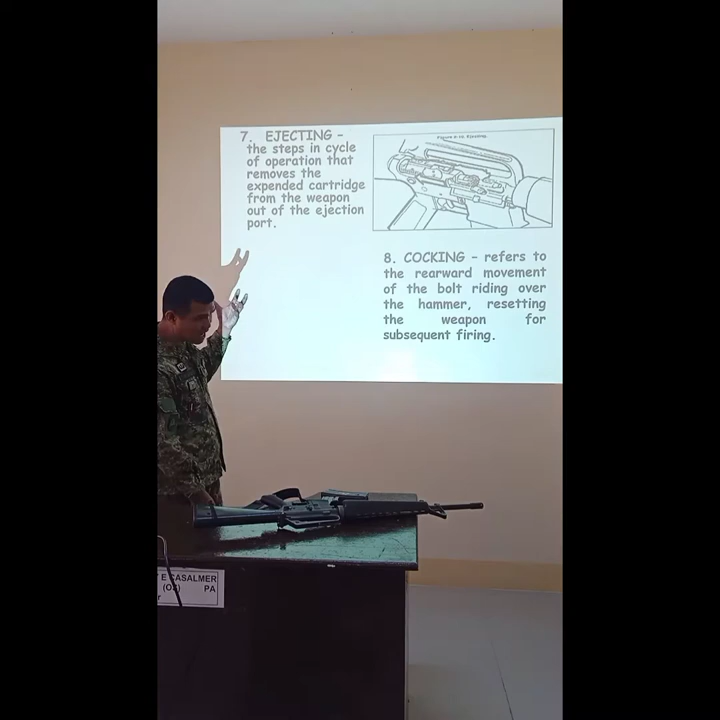 7. EJECTING –
the steps in cycle
of operation that
removes the
expended cartridge
from the weapon
out of the ejection
port.
8. COCKING – refers to
the rearward movement
of the bolt riding over
the hammer, resetting
the weapon for
subsequent firing.
E CASALMER
PA